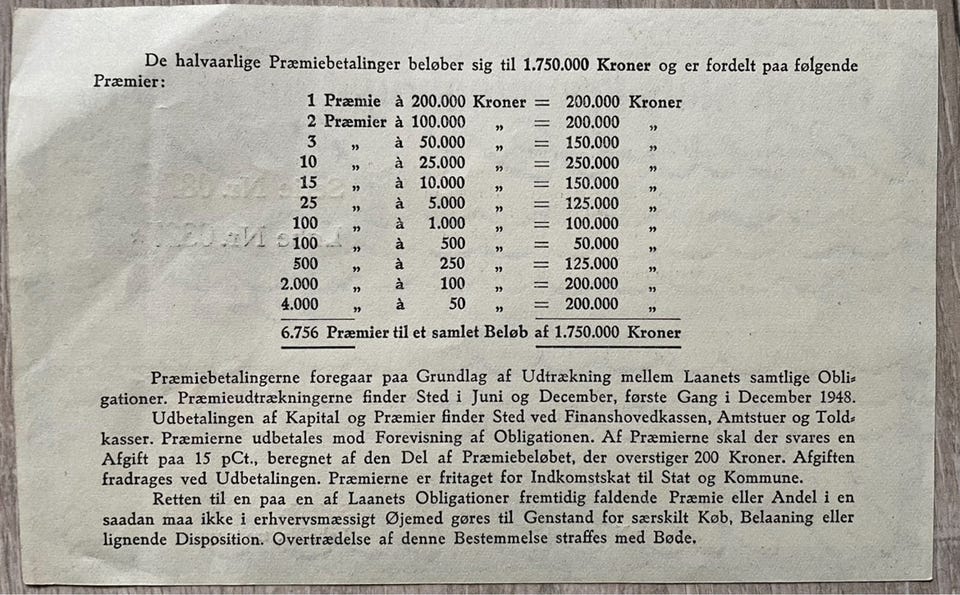 De halvaarlige Præmiebetalinger beløber sig til 1.750.000 Kroner og er fordelt paa følgende
Præmier:
1 Præmie à 200.000 Kroner = 200.000 Kroner
2 Præmier à 100.000 „ = 200.000 „
3 „ à 50.000 „ = 150.000 „
10 „ à 25.000 „ = 250.000 „
15 „ à 10.000 „ = 150.000 „
25 „ à 5.000 „ = 125.000 „
100 „ à 1.000 „ = 100.000 „
100 „ à 500 „ = 50.000 „
500 „ à 250 „ = 125.000 „
2.000 „ à 100 „ = 200.000 „
4.000 „ à 50 „ = 200.000 „
6.756 Præmier til et samlet Beløb af 1.750.000 Kroner
Præmiebetalingerne foregaar paa Grundlag af Udtrækning mellem Laanets samtlige Obli-
gationer. Præmieudtrækningerne finder Sted i Juni og December, første Gang i December 1948.
Udbetalingen af Kapital og Præmier finder Sted ved Finanshovedkassen, Amtstuer og Told-
kasser. Præmierne udbetales mod Forevisning af Obligationen. Af Præmierne skal der svares en
Afgift paa 15 pCt., beregnet af den Del af Præmiebeløbet, der overstiger 200 Kroner. Afgiften
fradrages ved Udbetalingen. Præmierne er fritaget for Indkomstskat til Stat og Kommune.
Retten til en paa en af Laanets Obligationer fremtidig faldende Præmie eller Andel i en
saadan maa ikke i erhvervsmæssigt Øjemed gøres til Genstand for særskilt Køb, Belaaning eller
lignende Disposition. Overtrædelse af denne Bestemmelse straffes med Bøde.